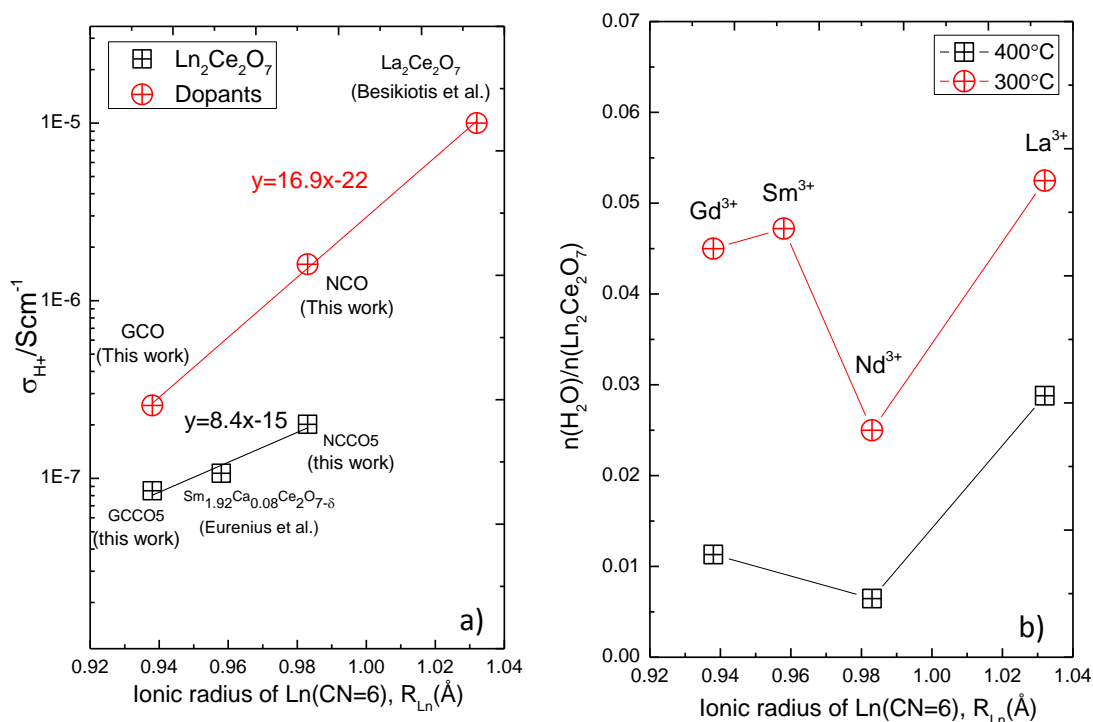 Ln2Ce2O7
Dopants
La2Ce2O7
(Besikiotis et al.)
1E-5
y=16.9x-22
NCO
(This work)
1E-6
GCO
(This work)
σH+/Scm-1
y=8.4x-15
NCCO5
(this work)
1E-7
Sm1.92Ca0.08Ce2O7-δ
(Eurenius et al.)
GCCO5
(this work)
a)
0.92 0.94 0.96 0.98 1.00 1.02 1.04
Ionic radius of Ln(CN=6), RLn(Å)
0.07
400°C
300°C
0.06
La3+
0.05
Sm3+
Gd3+
0.04
n(H2O)/n(Ln2Ce2O7)
0.03
Nd3+
0.02
0.01
b)
0.00
0.92 0.94 0.96 0.98 1.00 1.02 1.04
Ionic radius of Ln(CN=6), RLn(Å)